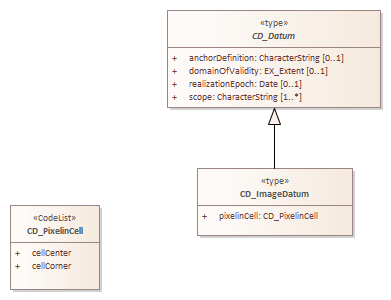 «type»
CD_Datum
+ anchorDefinition: CharacterString [0..1]
+ domainOfValidity: EX_Extent [0..1]
+ realizationEpoch: Date [0..1]
+ scope: CharacterString [1..*]
«type»
CD_ImageDatum
+ pixelinCell: CD_PixelinCell
«CodeList»
CD_PixelinCell
+ cellCenter
+ cellCorner